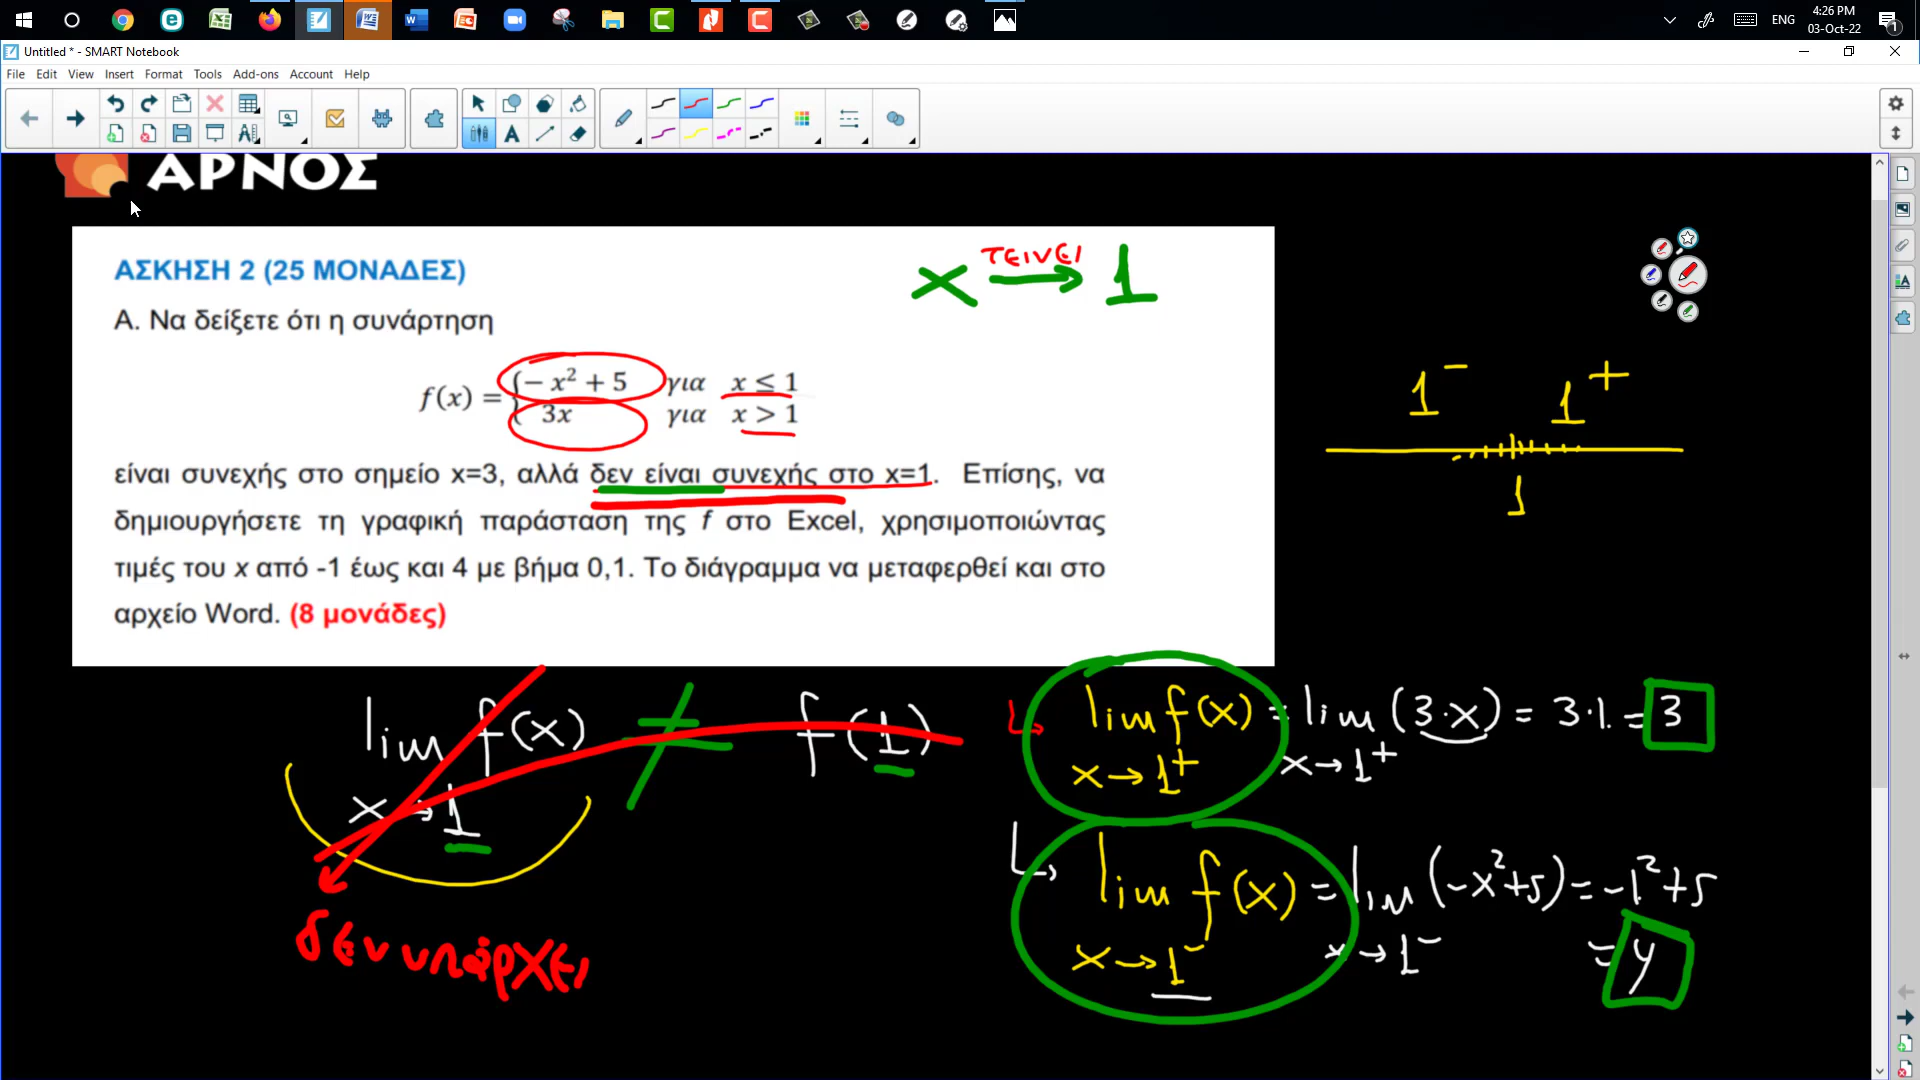 4:26 PM
ENG
03-Oct-22
1
Untitled * - SMART Notebook
File Edit View Insert Format Tools Add-ons Account Help
ΑΡΝΟΣ
ΑΣΚΗΣΗ 2 (25 ΜΟΝΑΔΕΣ)
x τείνει → 1
Α. Να δείξετε ότι η συνάρτηση
f(x) = { − x² + 5 για x ≤ 1
3x για x > 1
είναι συνεχής στο σημείο x=3, αλλά δεν είναι συνεχής στο x=1. Επίσης, να
δημιουργήσετε τη γραφική παράσταση της f στο Excel, χρησιμοποιώντας
τιμές του x από -1 έως και 4 με βήμα 0,1. Το διάγραμμα να μεταφερθεί και στο
αρχείο Word. (8 μονάδες)
1⁻ 1⁺
1
lim f(x) ≠ f(1)
x → 1
δεν υπάρχει
lim f(x) = lim (3·x) = 3·1 = 3
x → 1⁺ x → 1⁺
lim f(x) = lim (-x²+5) = -1²+5
x → 1⁻ x → 1⁻ = 4